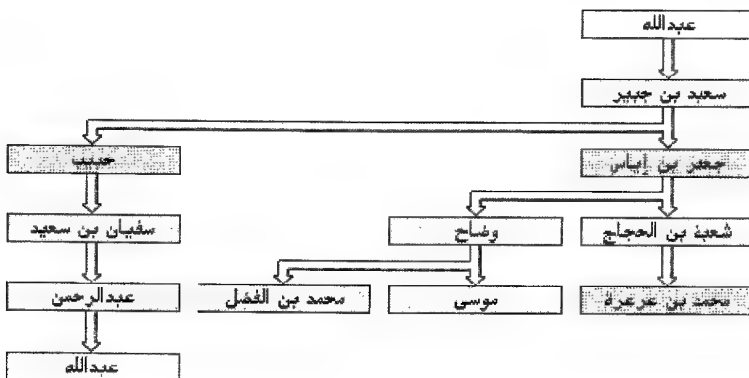 عبدالله
سعيد بن جبير
جعفر بن إياس
حبيب
شعبة بن الحجاج
وضاح
سفيان بن سعيد
محمد بن عرعرة
موسى
محمد بن الفضل
عبدالرحمن
عبدالله